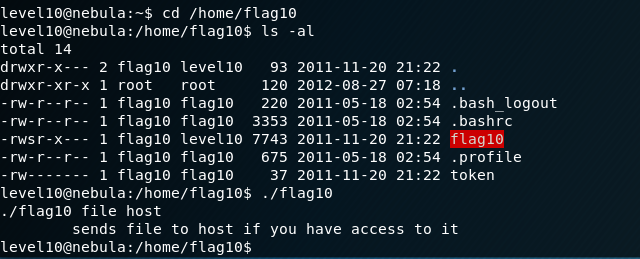 level10@nebula:~$ cd /home/flag10
level10@nebula:/home/flag10$ ls -al
total 14
drwxr-x--- 2 flag10 level10   93 2011-11-20 21:22 .
drwxr-xr-x 1 root   root     120 2012-08-27 07:18 ..
-rw-r--r-- 1 flag10 flag10   220 2011-05-18 02:54 .bash_logout
-rw-r--r-- 1 flag10 flag10  3353 2011-05-18 02:54 .bashrc
-rwsr-x--- 1 flag10 level10 7743 2011-11-20 21:22 flag10
-rw-r--r-- 1 flag10 flag10   675 2011-05-18 02:54 .profile
-rw------- 1 flag10 flag10    37 2011-11-20 21:22 token
level10@nebula:/home/flag10$ ./flag10
./flag10 file host
        sends file to host if you have access to it
level10@nebula:/home/flag10$